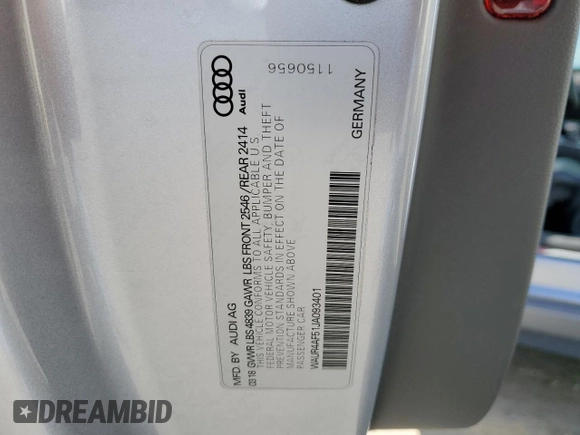 1150656
Audi
GERMANY
MFD. BY AUDI AG
03 18 GVWR LBS 4839 GAWR LBS FRONT 2546 /REAR 2414
THIS VEHICLE CONFORMS TO ALL APPLICABLE U S
FEDERAL MOTOR VEHICLE SAFETY, BUMPER AND THEFT
PREVENTION STANDARDS IN EFFECT ON THE DATE OF
MANUFACTURE SHOWN ABOVE
PASSENGER CAR
WAUR4AF51JA093401
DREAMBID